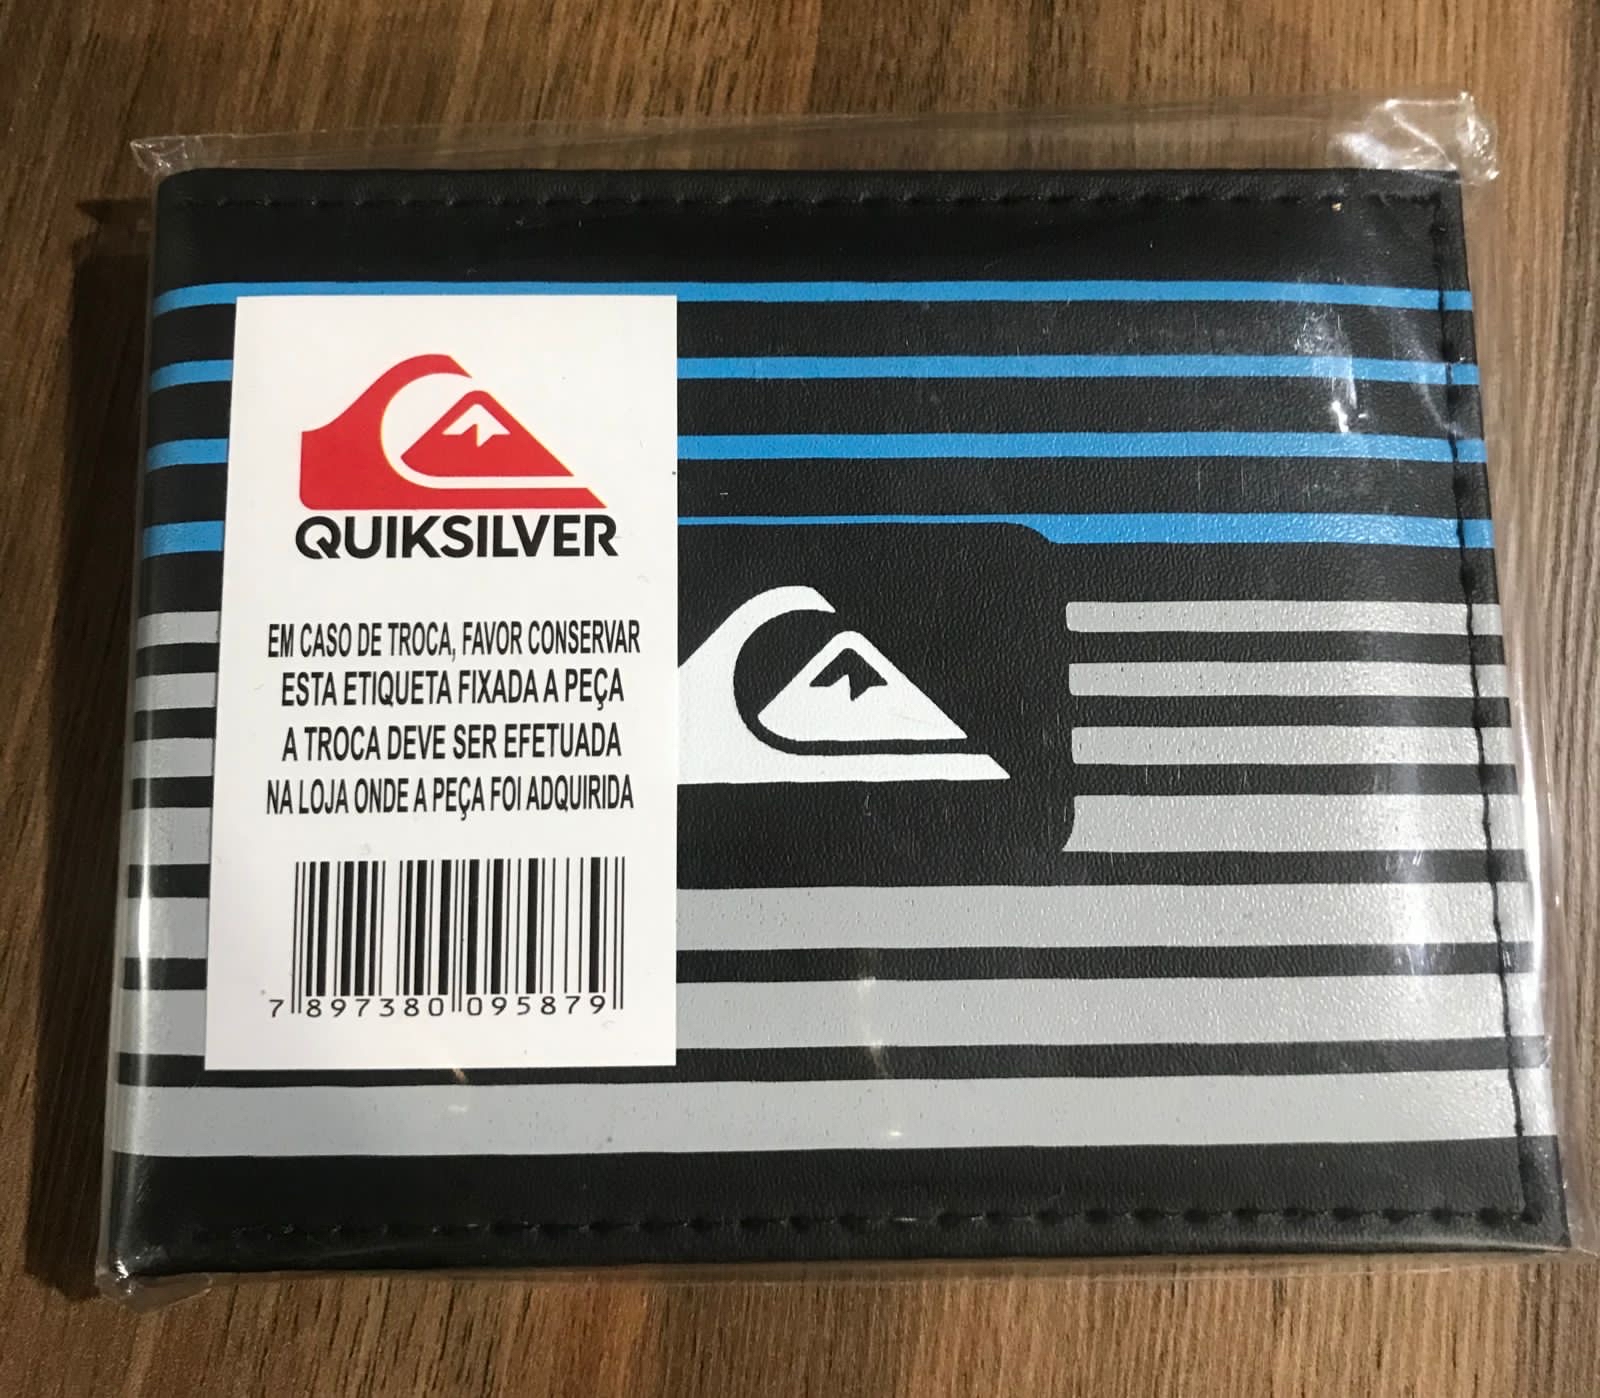 QUIKSILVER
EM CASO DE TROCA, FAVOR CONSERVAR
ESTA ETIQUETA FIXADA A PEÇA
A TROCA DEVE SER EFETUADA
NA LOJA ONDE A PEÇA FOI ADQUIRIDA
7 897380 095879